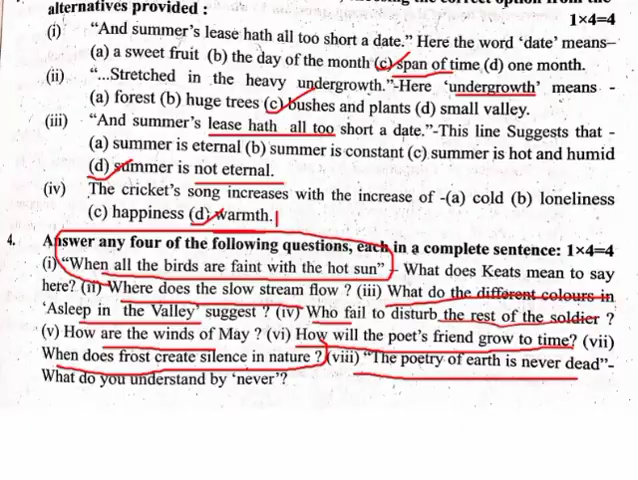 alternatives provided : 1×4=4
(i) “And summer’s lease hath all too short a date.” Here the word ‘date’ means–
(a) a sweet fruit (b) the day of the month (c) span of time (d) one month.
(ii) “...Stretched in the heavy undergrowth.”-Here ‘undergrowth’ means -
(a) forest (b) huge trees (c) bushes and plants (d) small valley.
(iii) “And summer’s lease hath all too short a date.”-This line Suggests that -
(a) summer is eternal (b) summer is constant (c) summer is hot and humid
(d) summer is not eternal.
(iv) The cricket’s song increases with the increase of -(a) cold (b) loneliness
(c) happiness (d) warmth.
4. Answer any four of the following questions, each in a complete sentence: 1×4=4
(i) “When all the birds are faint with the hot sun” - What does Keats mean to say
here? (ii) Where does the slow stream flow ? (iii) What do the different colours in
‘Asleep in the Valley’ suggest ? (iv) Who fail to disturb the rest of the soldier ?
(v) How are the winds of May ? (vi) How will the poet’s friend grow to time? (vii)
When does frost create silence in nature ? (viii) “The poetry of earth is never dead”-
What do you understand by ‘never’?